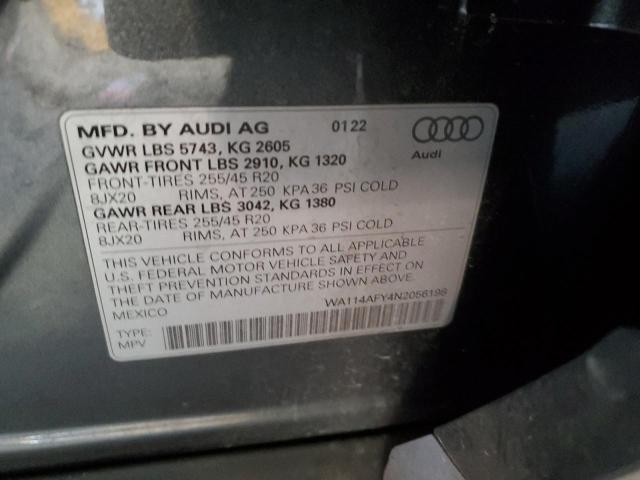 MFD. BY AUDI AG 0122
GVWR LBS 5743, KG 2605
GAWR FRONT LBS 2910, KG 1320
FRONT-TIRES 255/45 R20
8JX20 RIMS, AT 250 KPA 36 PSI COLD
GAWR REAR LBS 3042, KG 1380
REAR-TIRES 255/45 R20
8JX20 RIMS, AT 250 KPA 36 PSI COLD
Audi
THIS VEHICLE CONFORMS TO ALL APPLICABLE
U.S. FEDERAL MOTOR VEHICLE SAFETY AND
THEFT PREVENTION STANDARDS IN EFFECT ON
THE DATE OF MANUFACTURE SHOWN ABOVE.
MEXICO WA114AFY4N2056198
TYPE:
MPV